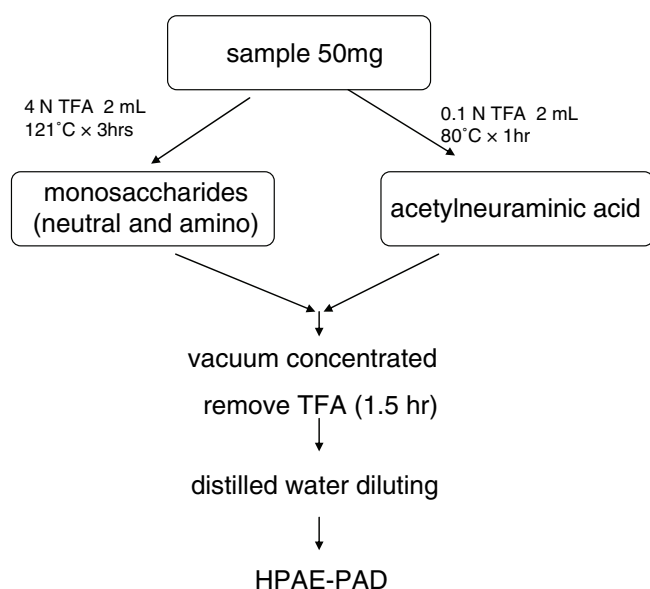 sample 50mg
4 N TFA 2 mL
121˚C × 3hrs
0.1 N TFA 2 mL
80˚C × 1hr
monosaccharides
(neutral and amino)
acetylneuraminic acid
vacuum concentrated
remove TFA (1.5 hr)
distilled water diluting
HPAE-PAD